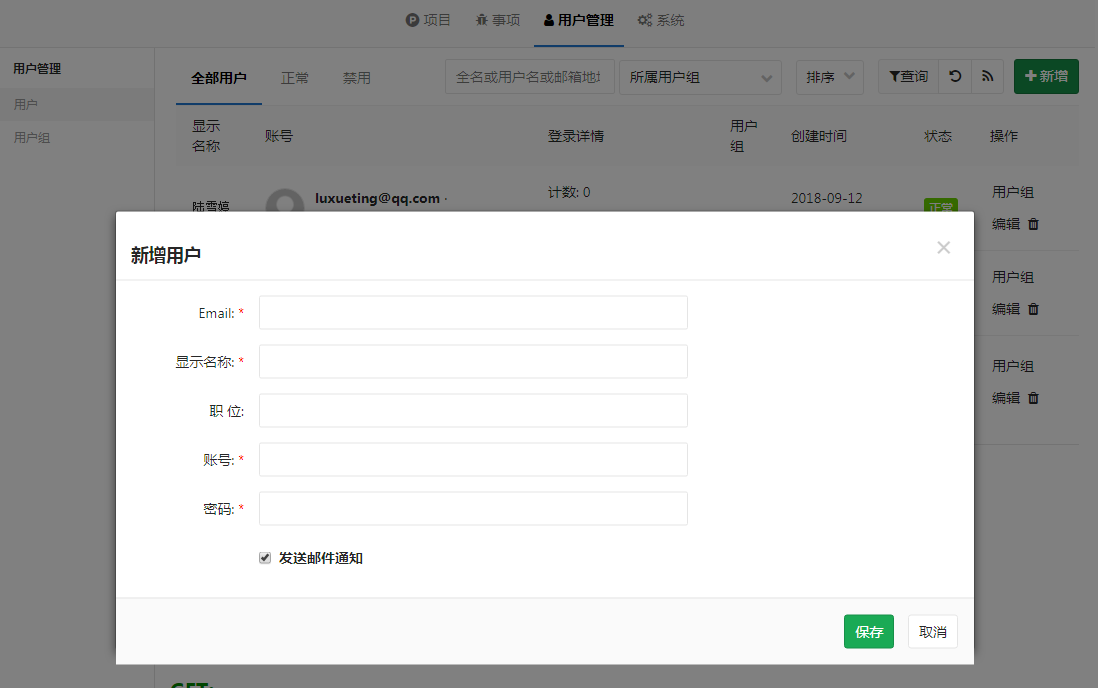 项目 事项 用户管理 系统
用户管理
用户
用户组
全部用户 正常 禁用 全名或用户名或邮箱地址 所属用户组 排序 查询 新增
显示名称 账号 登录详情 用户组 创建时间 状态 操作
陆雪婷 luxueting@qq.com · 计数: 0 2018-09-12 正常 用户组
编辑
用户组
编辑
用户组
编辑
新增用户 ×
Email: *
显示名称: *
职 位:
账号: *
密码: *
发送邮件通知
保存 取消